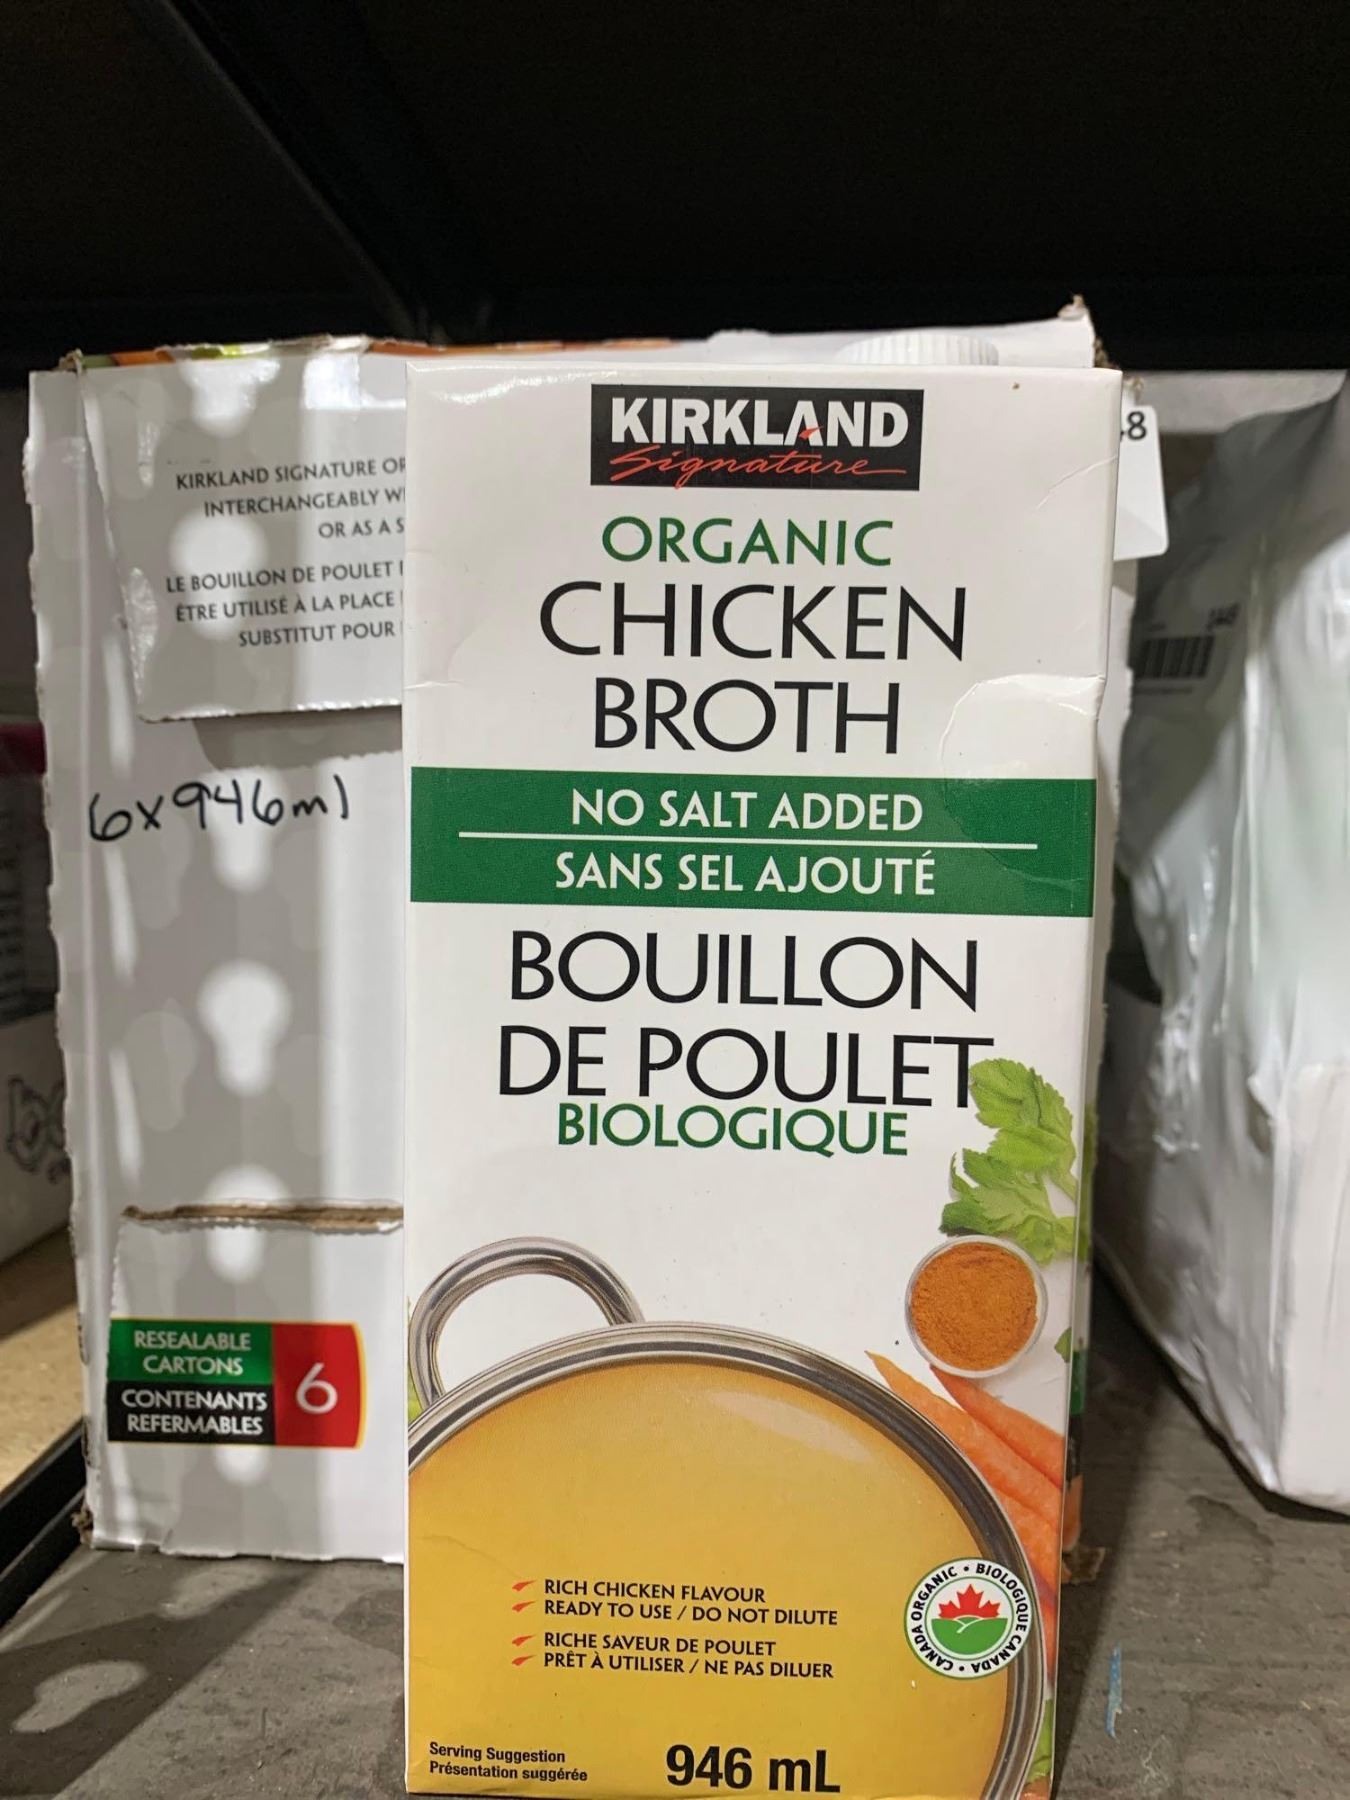 KIRKLAND
Signature
ORGANIC
CHICKEN
BROTH
NO SALT ADDED
SANS SEL AJOUTÉ
BOUILLON
DE POULET
BIOLOGIQUE
RICH CHICKEN FLAVOUR
READY TO USE / DO NOT DILUTE
RICHE SAVEUR DE POULET
PRÊT À UTILISER / NE PAS DILUER
CANADA ORGANIC • BIOLOGIQUE CANADA •
Serving Suggestion
Présentation suggérée
946 mL
KIRKLAND SIGNATURE
INTERCHANGEABLY
OR AS A
LE BOUILLON DE POULET
ÊTRE UTILISÉ À LA PLACE
SUBSTITUT POUR
6x946ml
RESEALABLE
CARTONS
CONTENANTS
REFERMABLES
6